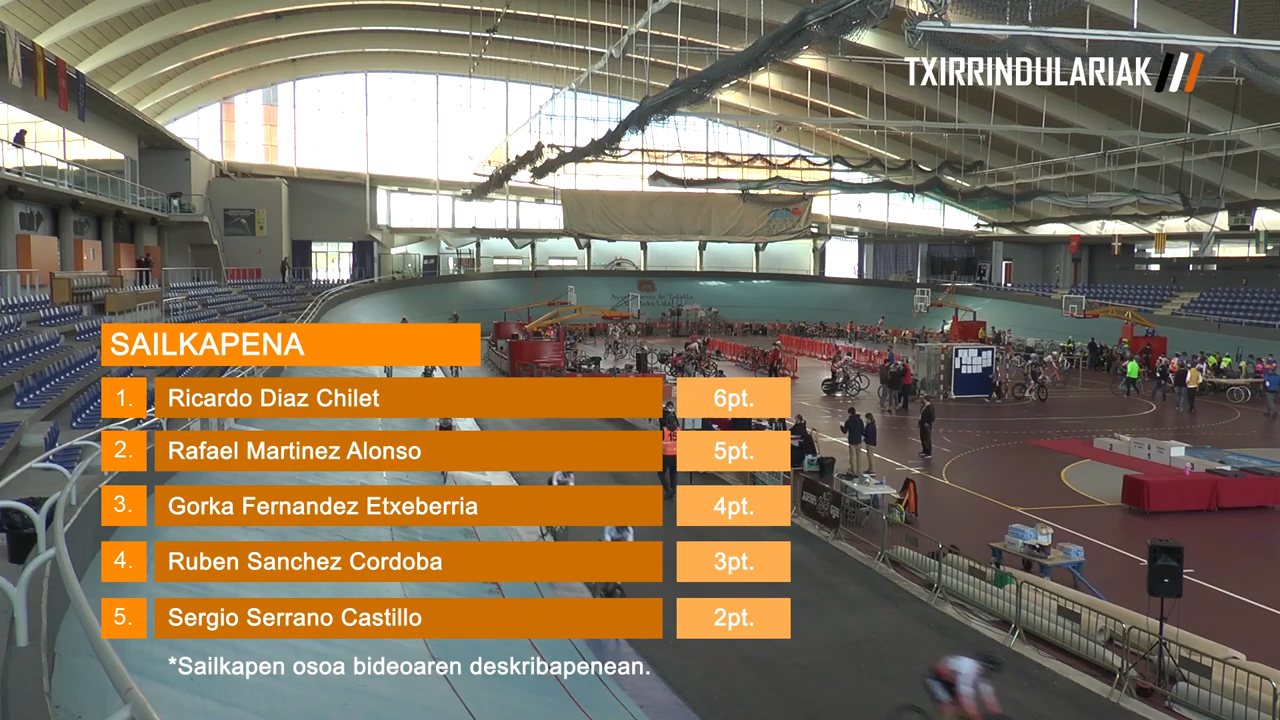 TXIRRINDULARIAK
SAILKAPENA
1. Ricardo Diaz Chilet 6pt.
2. Rafael Martinez Alonso 5pt.
3. Gorka Fernandez Etxeberria 4pt.
4. Ruben Sanchez Cordoba 3pt.
5. Sergio Serrano Castillo 2pt.
*Sailkapen osoa bideoaren deskribapenean.